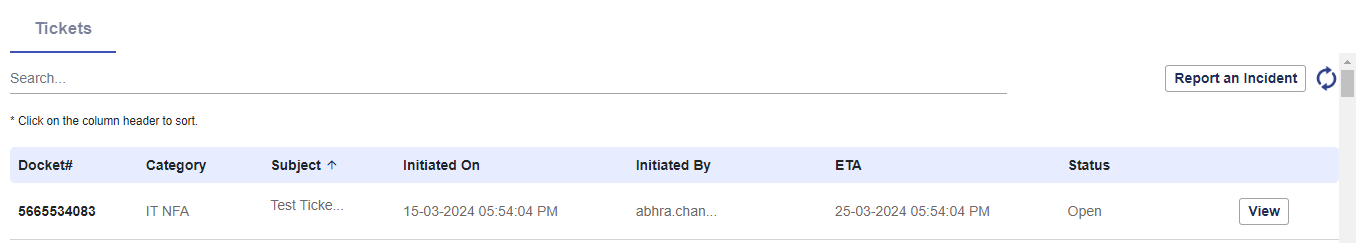 Tickets
Search...
Report an Incident
* Click on the column header to sort.
Docket# Category Subject ↑ Initiated On Initiated By ETA Status
5665534083 IT NFA Test Ticke... 15-03-2024 05:54:04 PM abhra.chan... 25-03-2024 05:54:04 PM Open View